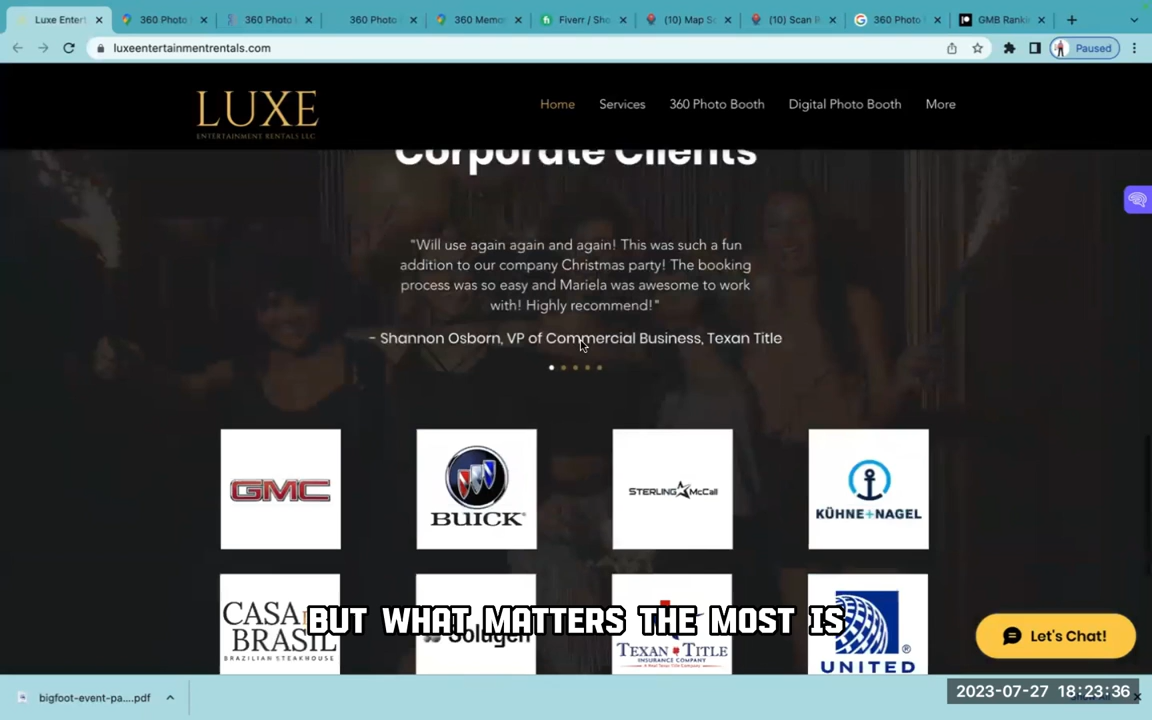 Luxe Entert
360 Photo
360 Photo
360 Photo
360 Memo
Fiverr / Sho
(10) Map S
(10) Scan R
360 Photo
GMB Ranki
luxeentertainmentrentals.com
Paused
LUXE
ENTERTAINMENT RENTALS LLC
Home
Services
360 Photo Booth
Digital Photo Booth
More
Corporate Clients
"Will use again again and again! This was such a fun
addition to our company Christmas party! The booking
process was so easy and Mariela was awesome to work
with! Highly recommend!"
- Shannon Osborn, VP of Commercial Business, Texan Title
GMC
BUICK
STERLING McCALL
KÜHNE+NAGEL
CASA
BRASIL
BRAZILIAN STEAKHOUSE
Solugen
TEXAN TITLE
INSURANCE COMPANY
UNITED
BUT WHAT MATTERS THE MOST IS
Let's Chat!
bigfoot-event-pa....pdf
2023-07-27 18:23:36